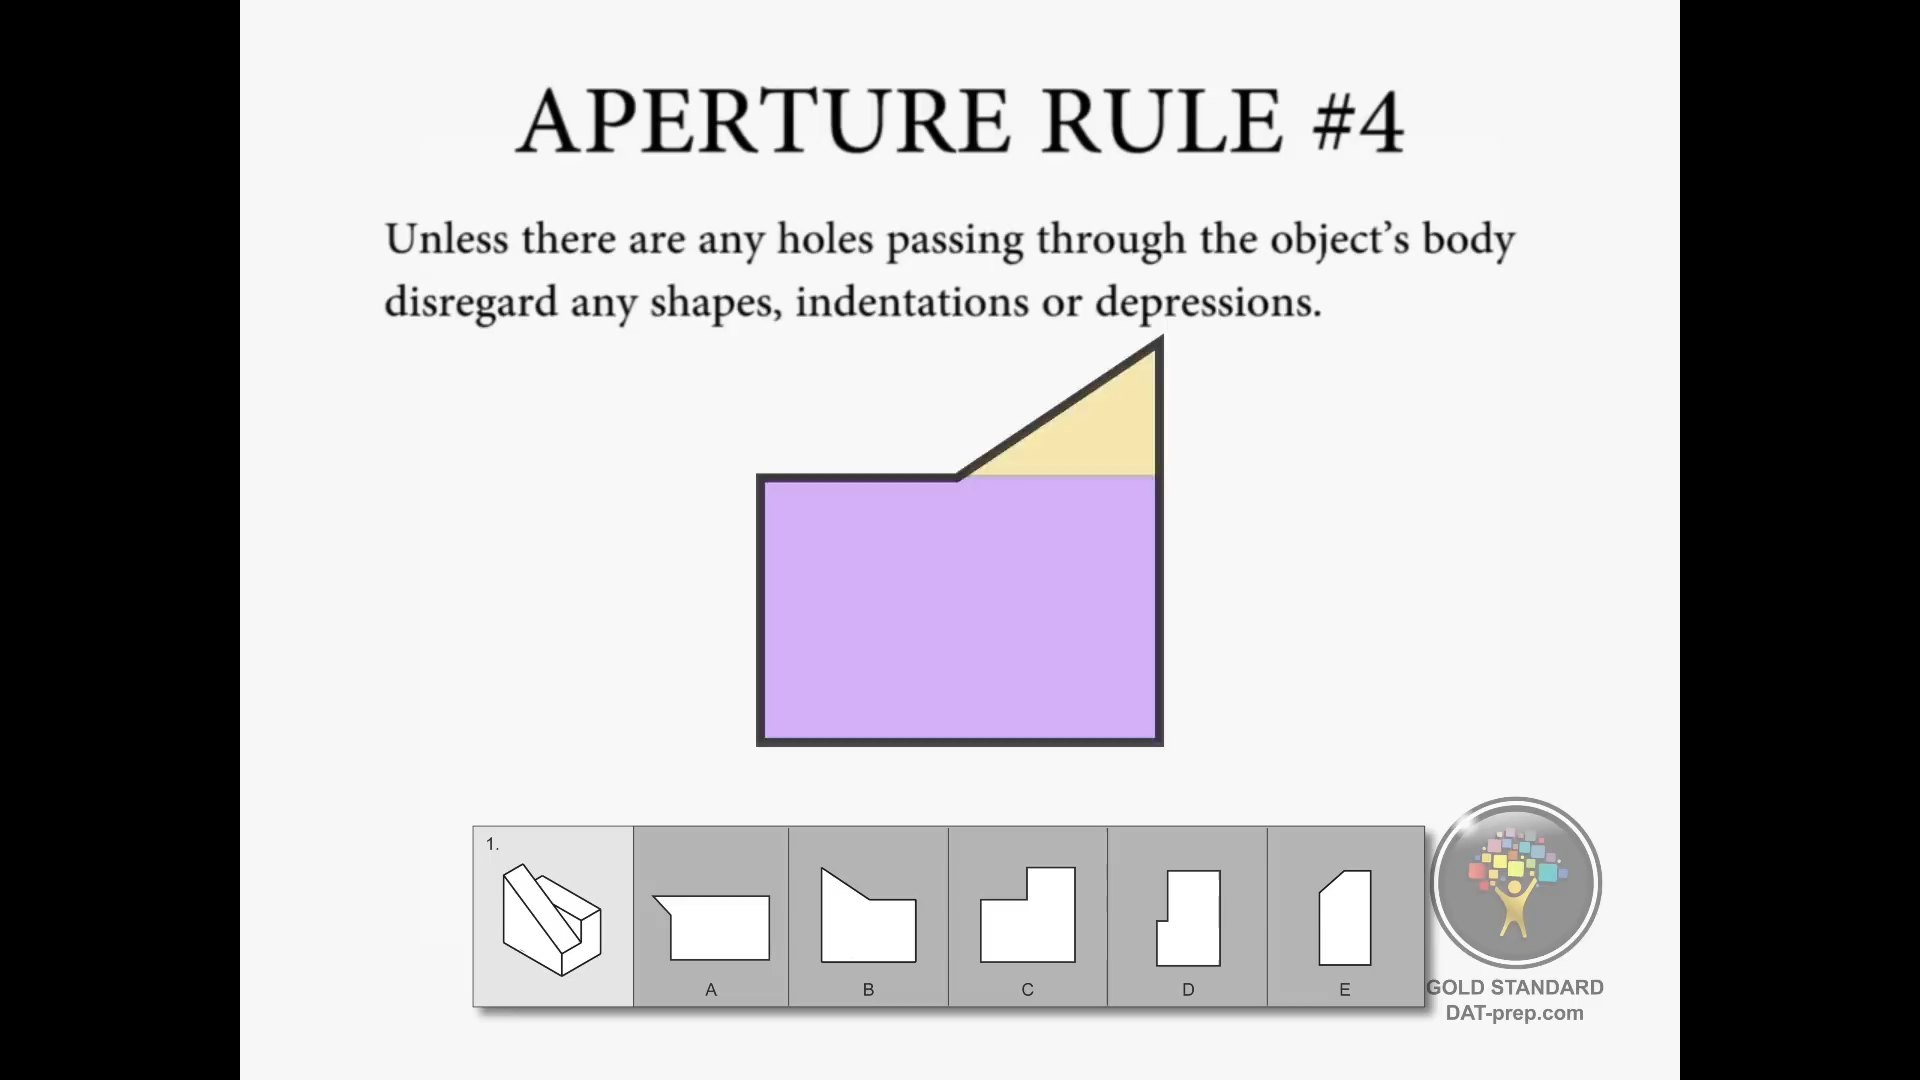 APERTURE RULE #4
Unless there are any holes passing through the object’s body
disregard any shapes, indentations or depressions.
1.
A B C D E
GOLD STANDARD
DAT-prep.com